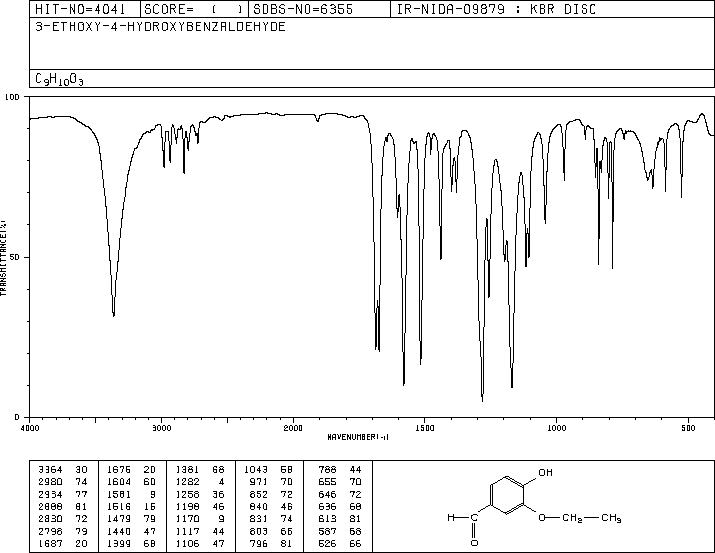 HIT-NO=4041 SCORE= ( ) SDBS-NO=6355 IR-NIDA-09879 : KBR DISC
3-ETHOXY-4-HYDROXYBENZALDEHYDE
C9H10O3
100
50
0
TRANSMITTANCE(%)
4000 3000 2000 1500 1000 500
WAVENUMBER(-1)
3364 30 1676 20 1381 68 1043 58 788 44
2980 74 1604 60 1282 4 971 70 655 70
2934 77 1581 9 1258 36 852 72 646 72
2888 81 1516 16 1198 46 840 46 636 68
2830 72 1479 79 1170 9 831 74 613 81
2798 79 1440 47 1117 44 803 66 587 68
1687 20 1399 68 1106 47 796 81 526 66
OH
H C O CH2 CH3
O